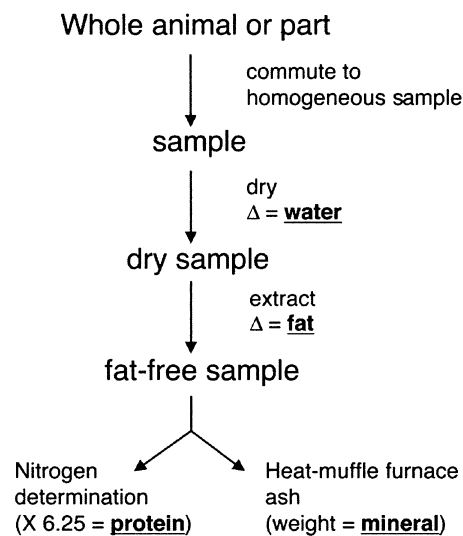 Whole animal or part
commute to
homogeneous sample
sample
dry
Δ = water
dry sample
extract
Δ = fat
fat-free sample
Nitrogen
determination
(X 6.25 = protein)
Heat-muffle furnace
ash
(weight = mineral)